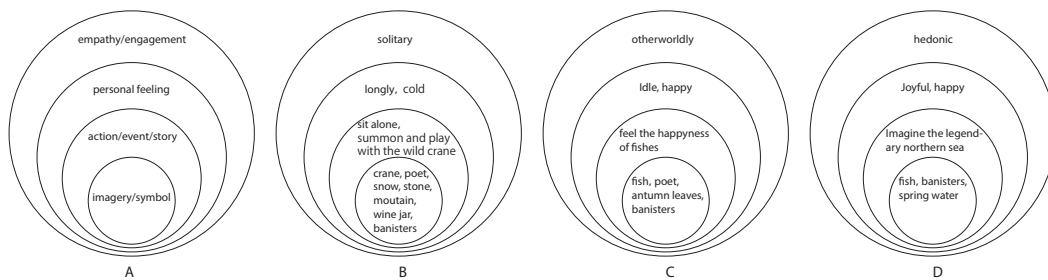 empathy/engagement
personal feeling
action/event/story
imagery/symbol
A
solitary
longly, cold
sit alone,
summon and play
with the wild crane
crane, poet,
snow, stone,
moutain,
wine jar,
banisters
B
otherworldly
Idle, happy
feel the happyness
of fishes
fish, poet,
antumn leaves,
banisters
C
hedonic
Joyful, happy
Imagine the legend-
ary northern sea
fish, banisters,
spring water
D